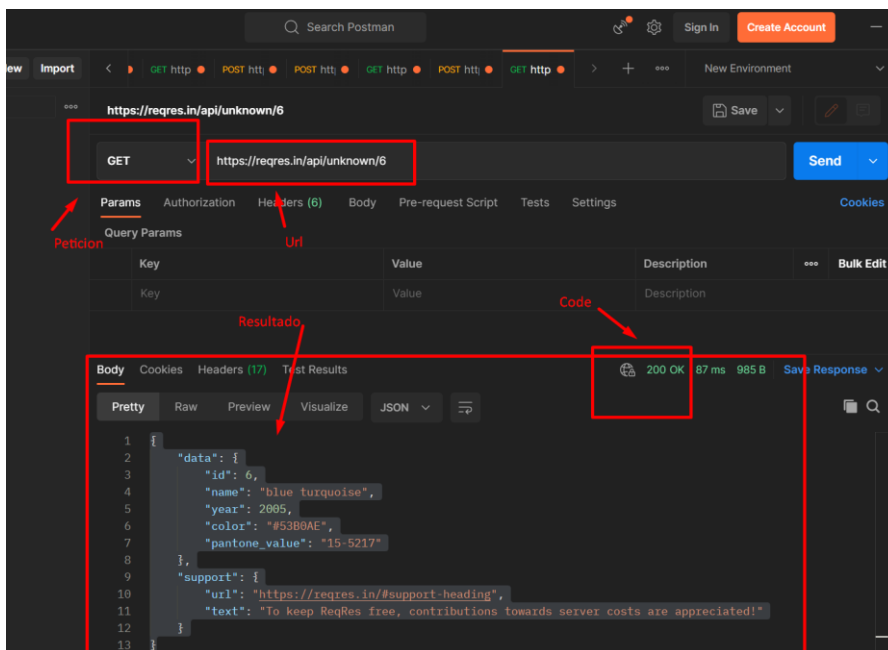 Search Postman
Sign In
Create Account
Import
GET http
POST htt
POST htt
GET http
POST htt
GET http
New Environment
https://reqres.in/api/unknown/6
Save
GET
https://reqres.in/api/unknown/6
Send
Params Authorization Headers (6) Body Pre-request Script Tests Settings Cookies
Peticion
Url
Query Params
Key Value Description Bulk Edit
Key Value Description
Code
Resultado
Body Cookies Headers (17) Test Results 200 OK 87 ms 985 B Save Response
Pretty Raw Preview Visualize JSON
1 {
2 "data": {
3 "id": 6,
4 "name": "blue turquoise",
5 "year": 2005,
6 "color": "#53B0AE",
7 "pantone_value": "15-5217"
8 },
9 "support": {
10 "url": "https://reqres.in/#support-heading",
11 "text": "To keep ReqRes free, contributions towards server costs are appreciated!"
12 }
13 }